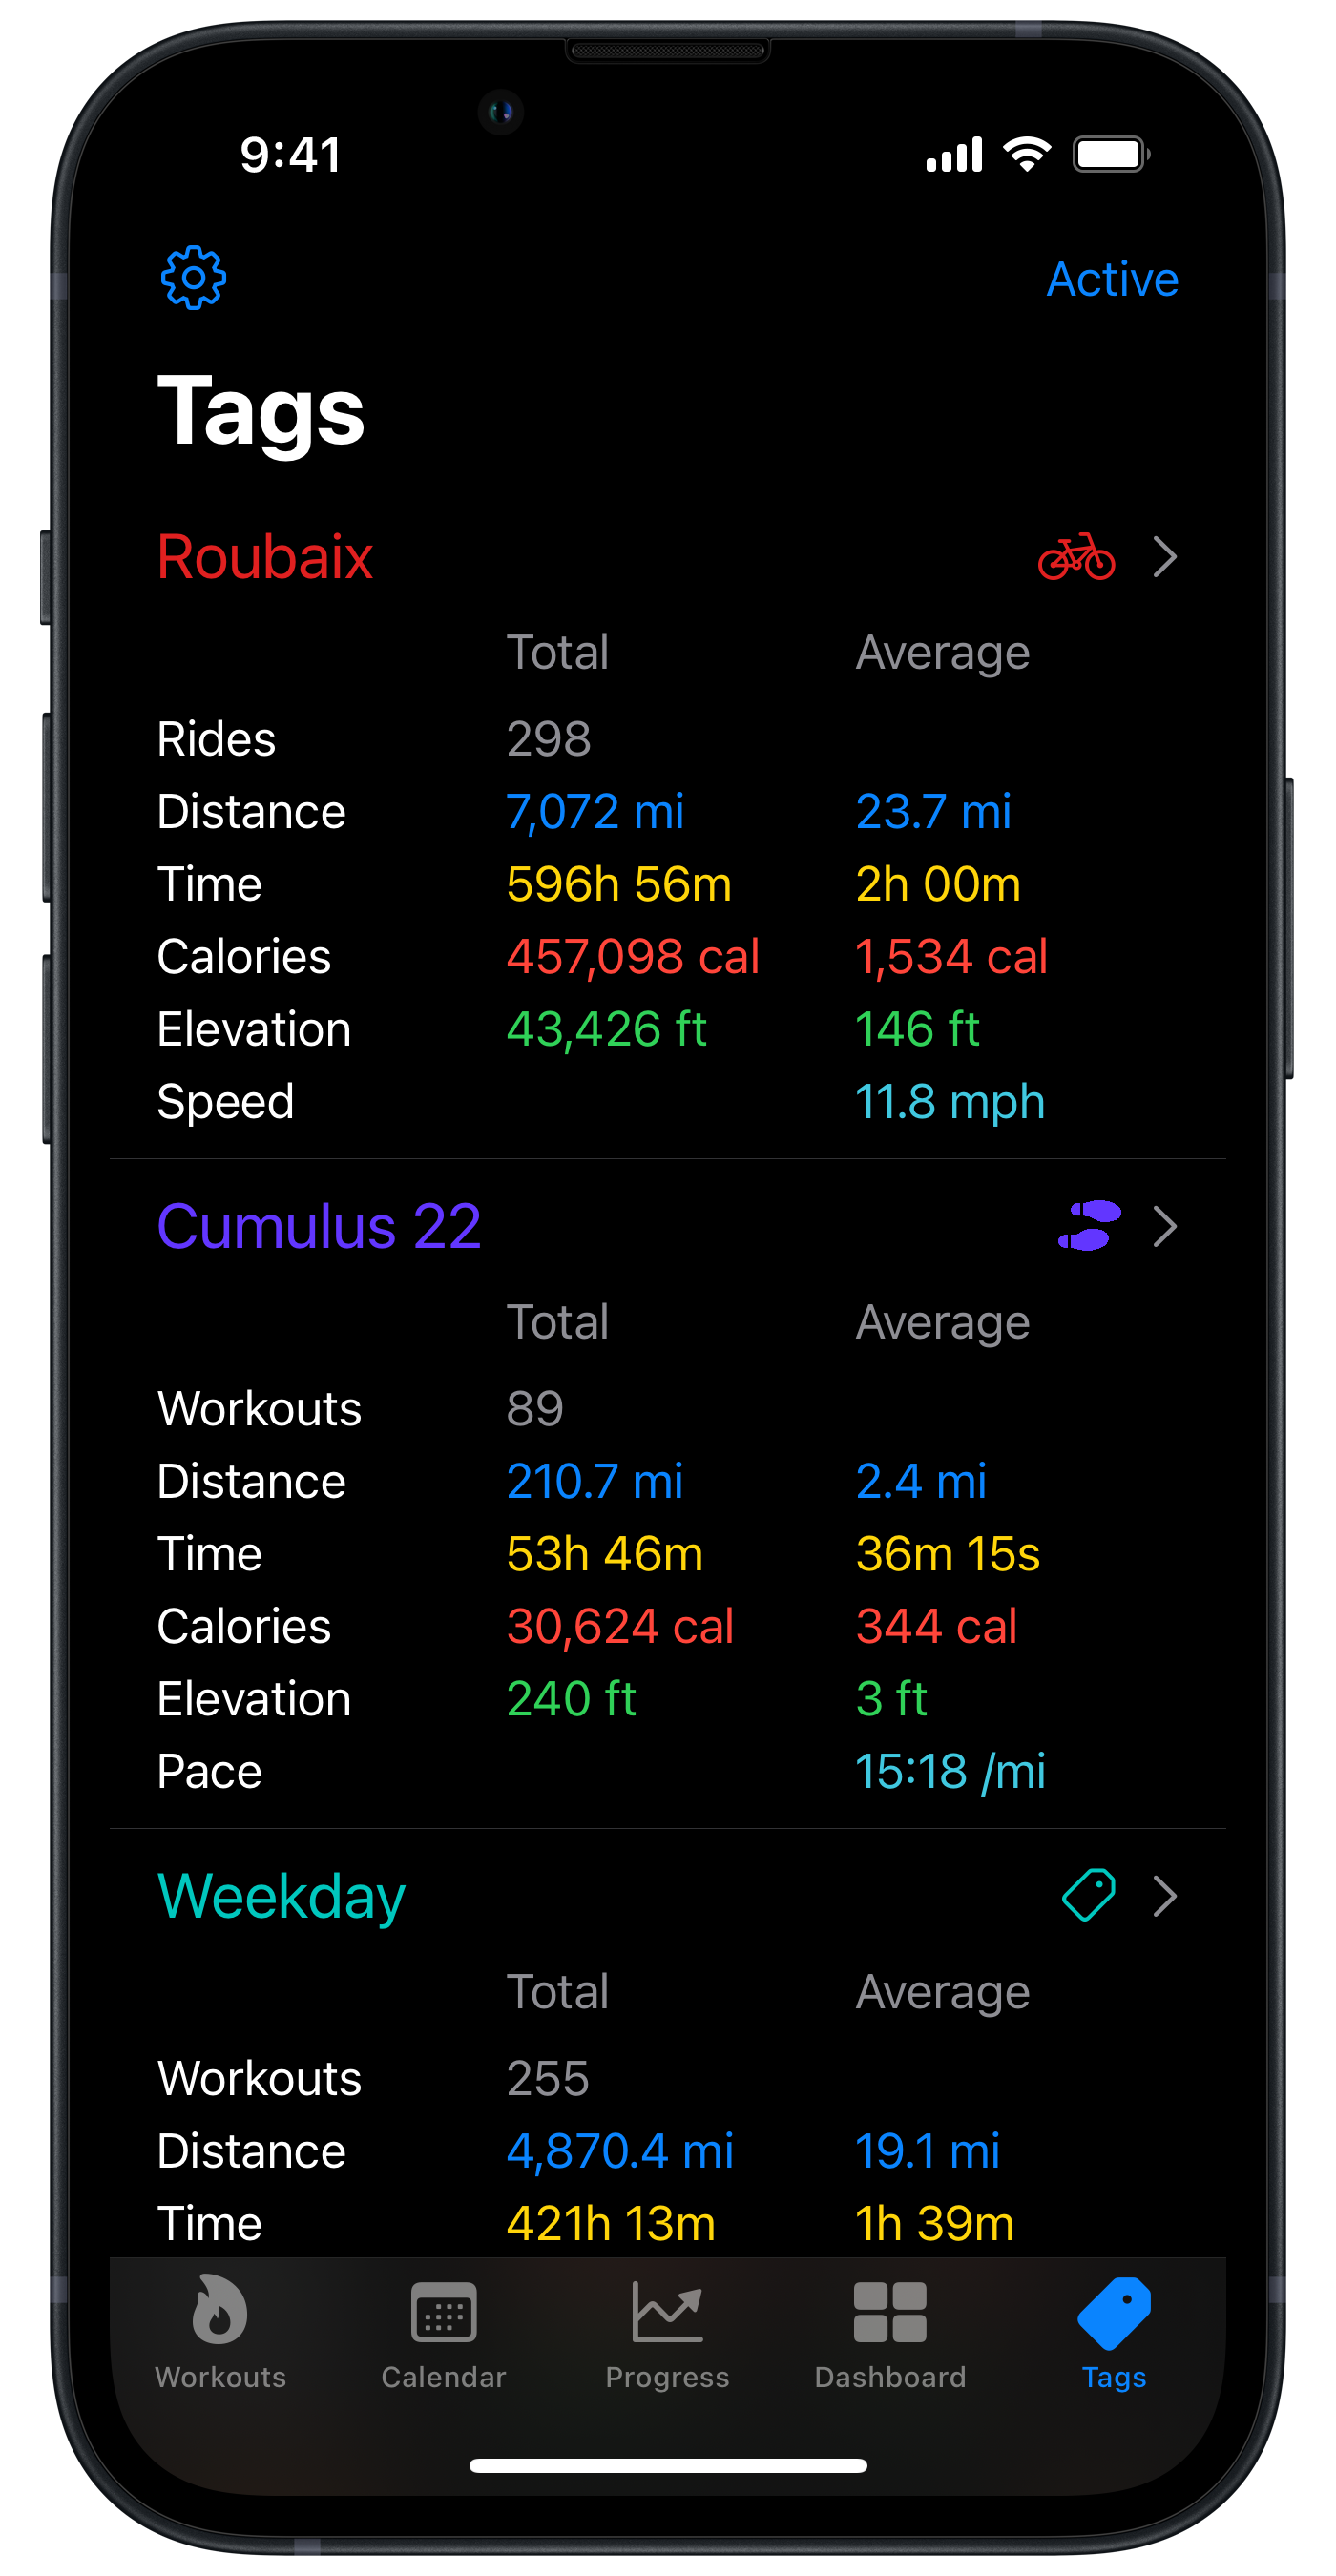 9:41
Active
Tags
Roubaix
Total Average
Rides 298
Distance 7,072 mi 23.7 mi
Time 596h 56m 2h 00m
Calories 457,098 cal 1,534 cal
Elevation 43,426 ft 146 ft
Speed 11.8 mph
Cumulus 22
Total Average
Workouts 89
Distance 210.7 mi 2.4 mi
Time 53h 46m 36m 15s
Calories 30,624 cal 344 cal
Elevation 240 ft 3 ft
Pace 15:18 /mi
Weekday
Total Average
Workouts 255
Distance 4,870.4 mi 19.1 mi
Time 421h 13m 1h 39m
Workouts Calendar Progress Dashboard Tags